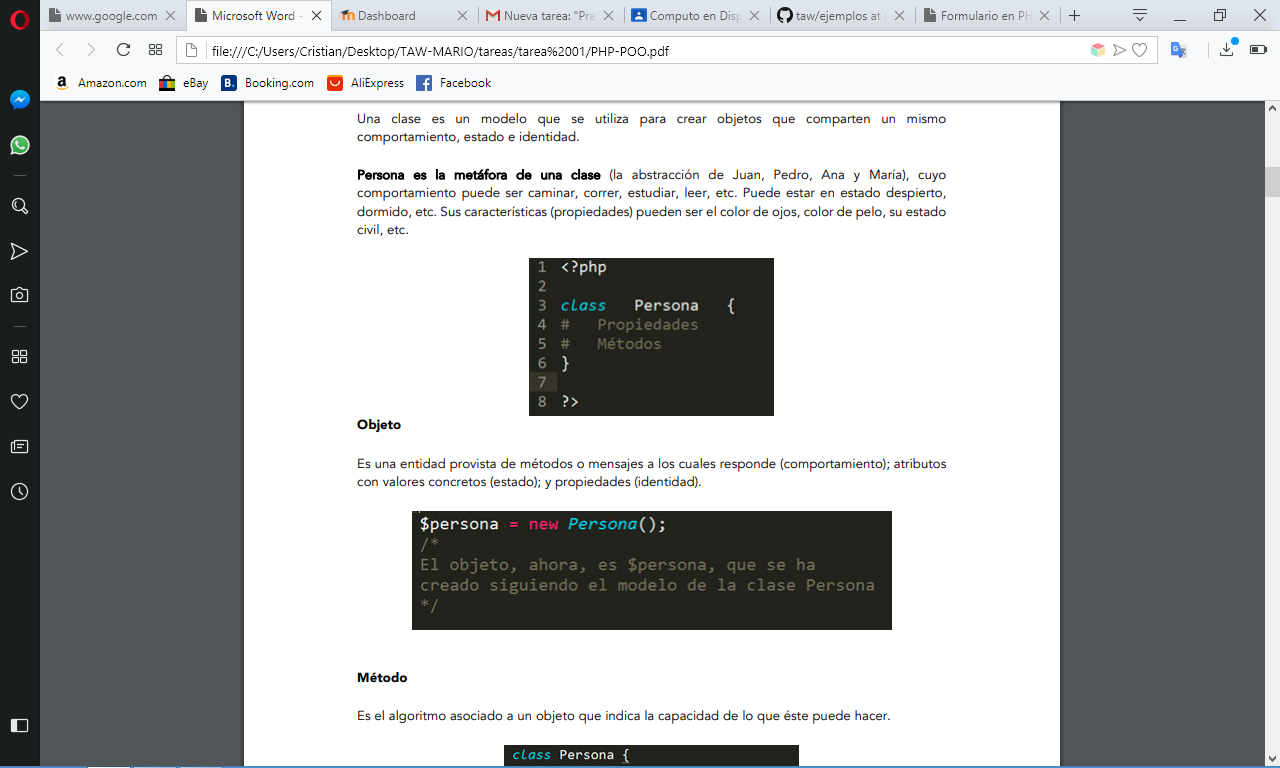 www.google.com
Microsoft Word -
Dashboard
Nueva tarea: "Pra
Computo en Disp
taw/ejemplos at
Formulario en PH
file:///C:/Users/Cristian/Desktop/TAW-MARIO/tareas/tarea%2001/PHP-POO.pdf
Amazon.com
eBay
Booking.com
AliExpress
Facebook
Una clase es un modelo que se utiliza para crear objetos que comparten un mismo
comportamiento, estado e identidad.
Persona es la metáfora de una clase (la abstracción de Juan, Pedro, Ana y María), cuyo
comportamiento puede ser caminar, correr, estudiar, leer, etc. Puede estar en estado despierto,
dormido, etc. Sus características (propiedades) pueden ser el color de ojos, color de pelo, su estado
civil, etc.
1 <?php
2
3 class Persona {
4 # Propiedades
5 # Métodos
6 }
7
8 ?>
Objeto
Es una entidad provista de métodos o mensajes a los cuales responde (comportamiento); atributos
con valores concretos (estado); y propiedades (identidad).
$persona = new Persona();
/*
El objeto, ahora, es $persona, que se ha
creado siguiendo el modelo de la clase Persona
*/
Método
Es el algoritmo asociado a un objeto que indica la capacidad de lo que éste puede hacer.
class Persona {